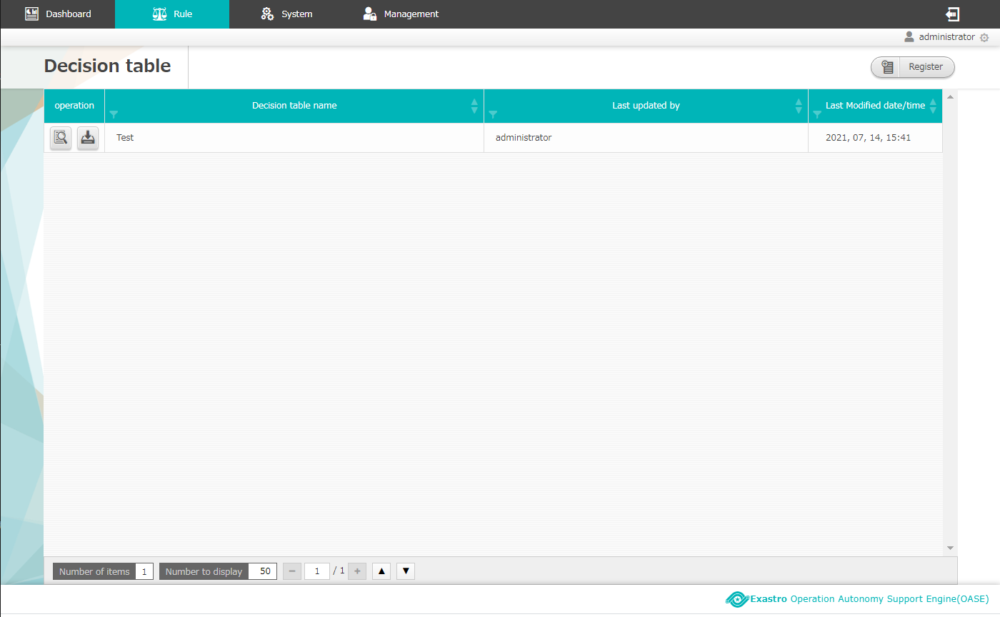 Dashboard Rule System Management
administrator
Decision table
Register
operation Decision table name Last updated by Last Modified date/time
Test administrator 2021, 07, 14, 15:41
Number of items 1 Number to display 50 − 1 / 1 + ▲ ▼
Exastro Operation Autonomy Support Engine(OASE)